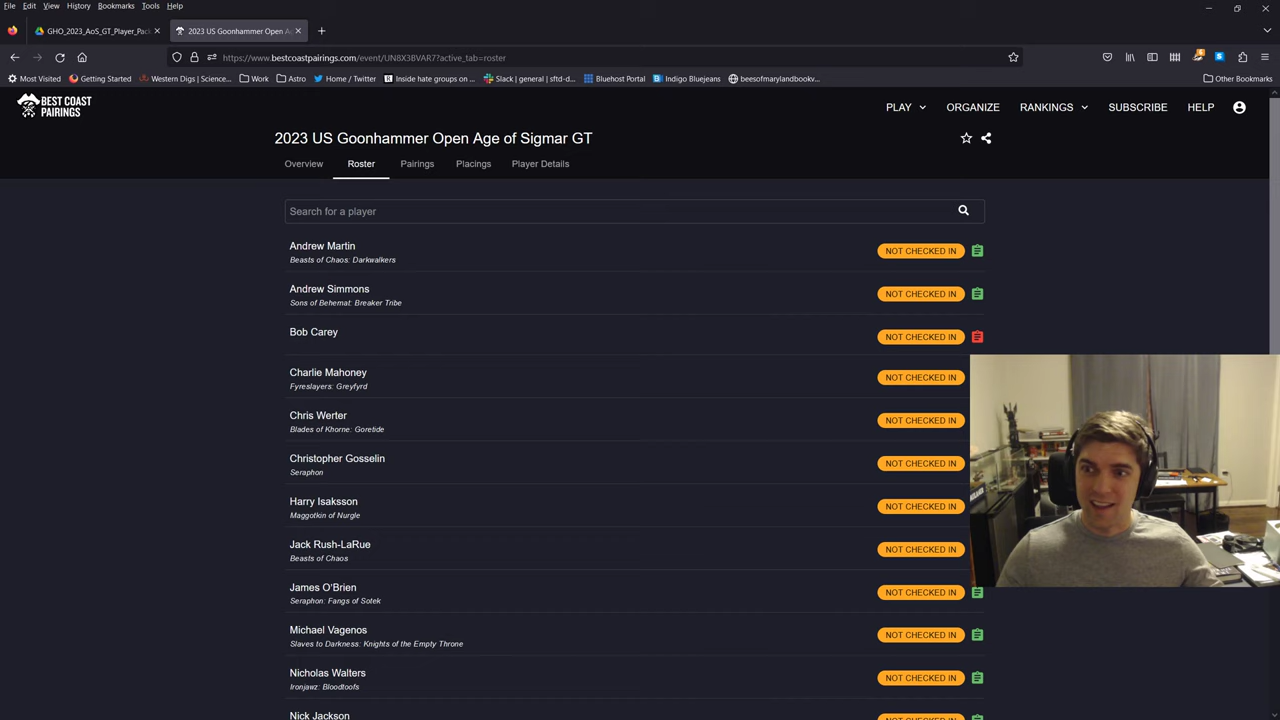 File Edit View History Bookmarks Tools Help
GHO_2023_AoS_GT_Player_Pack
2023 US Goonhammer Open Ag
https://www.bestcoastpairings.com/event/UN8X3BVAR7?active_tab=roster
Most Visited Getting Started Western Digs | Science... Work Astro Home / Twitter Inside hate groups on ... Slack | general | sftd-d... Bluehost Portal Indigo Bluejeans beesofmarylandbookv... Other Bookmarks
BEST COAST
PAIRINGS
PLAY ORGANIZE RANKINGS SUBSCRIBE HELP
2023 US Goonhammer Open Age of Sigmar GT
Overview Roster Pairings Placings Player Details
Search for a player
Andrew Martin
Beasts of Chaos: Darkwalkers
NOT CHECKED IN
Andrew Simmons
Sons of Behemat: Breaker Tribe
NOT CHECKED IN
Bob Carey
NOT CHECKED IN
Charlie Mahoney
Fyreslayers: Greyfyrd
NOT CHECKED IN
Chris Werter
Blades of Khorne: Goretide
NOT CHECKED IN
Christopher Gosselin
Seraphon
NOT CHECKED IN
Harry Isaksson
Maggotkin of Nurgle
NOT CHECKED IN
Jack Rush-LaRue
Beasts of Chaos
NOT CHECKED IN
James O'Brien
Seraphon: Fangs of Sotek
NOT CHECKED IN
Michael Vagenos
Slaves to Darkness: Knights of the Empty Throne
NOT CHECKED IN
Nicholas Walters
Ironjawz: Bloodtoofs
NOT CHECKED IN
Nick Jackson